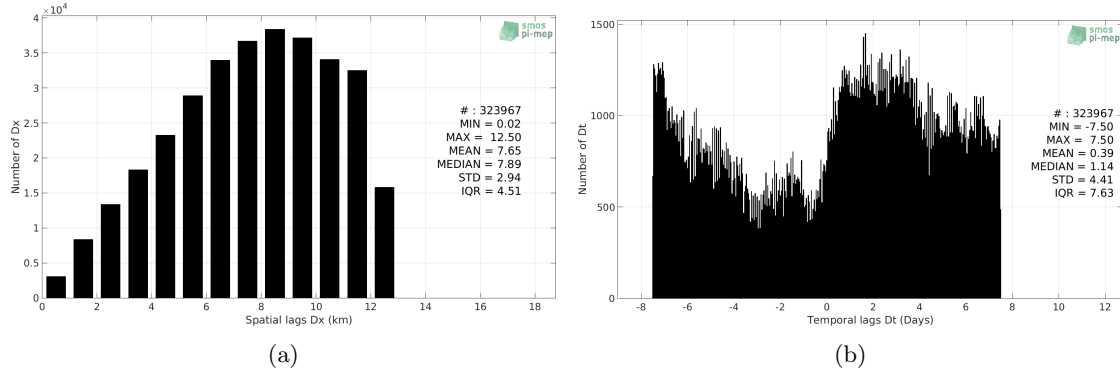 ×10⁴
4
3.5
3
2.5
2
1.5
1
0.5
0
Number of Dx
0 2 4 6 8 10 12 14 16 18
Spatial lags Dx (km)
smos
pi-mep
# : 323967
MIN = 0.02
MAX = 12.50
MEAN = 7.65
MEDIAN = 7.89
STD = 2.94
IQR = 4.51
(a)
1500
1000
500
0
Number of Dt
-8 -6 -4 -2 0 2 4 6 8 10 12
Temporal lags Dt (Days)
smos
pi-mep
# : 323967
MIN = -7.50
MAX = 7.50
MEAN = 0.39
MEDIAN = 1.14
STD = 4.41
IQR = 7.63
(b)